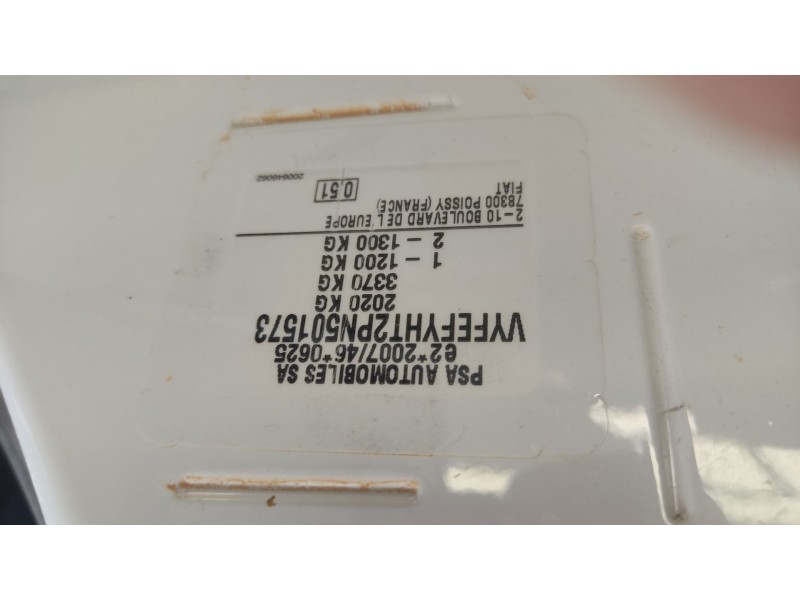 PSA AUTOMOBILES SA
e2*2007/46*0625
VYFEFYHT2PN501573
2020 KG
3370 KG
1 - 1200 KG
2 - 1300 KG
2-10 BOULEVARD DE L EUROPE
78300 POISSY (FRANCE)
FIAT
0.51